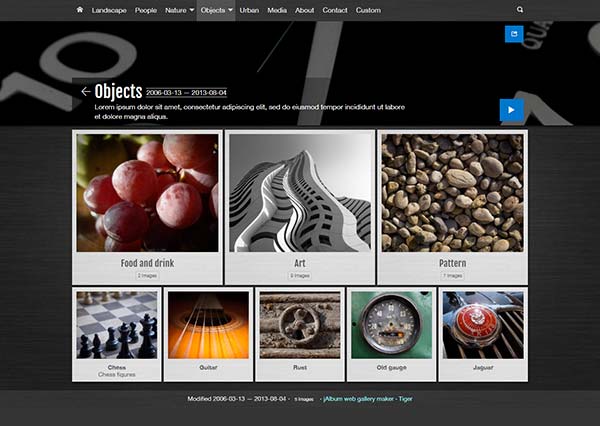 Landscape People Nature Objects Urban Media About Contact Custom
10
QUA
Objects 2006-03-13 — 2013-08-04
Lorem ipsum dolor sit amet, consectetur adipiscing elit, sed do eiusmod tempor incididunt ut labore
et dolore magna aliqua.
Food and drink Art Pattern
2 Images 9 Images 7 Images
Chess Guitar Rust Old gauge Jaguar
Chess figures
Modified 2006-03-13 — 2013-08-04 · 5 Images · jAlbum web gallery maker · Tiger